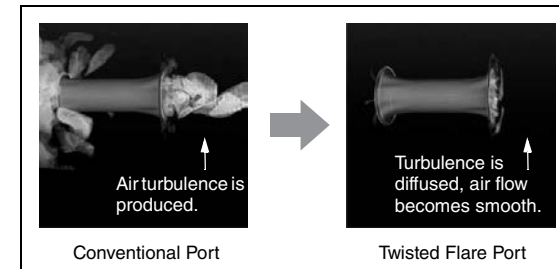 Air turbulence is
produced.
Turbulence is
diffused, air flow
becomes smooth.
Conventional Port
Twisted Flare Port